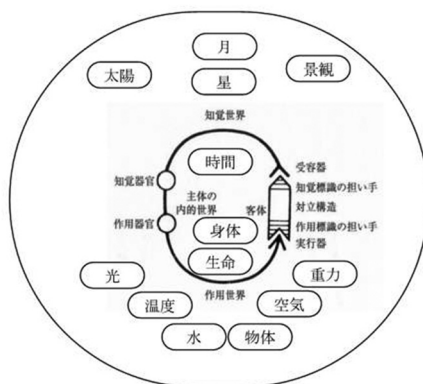 月
太陽
星
景観
知覚世界
時間
受容器
知覚器官
知覚標識の担い手
主体の
内的世界
客体
対立構造
作用器官
身体
作用標識の担い手
実行器
生命
光
重力
作用世界
温度
空気
水
物体